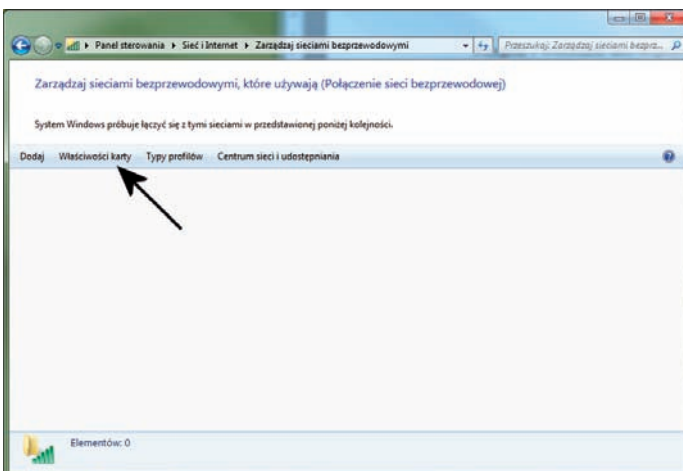 Panel sterowania ▸ Sieć i Internet ▸ Zarządzaj sieciami bezprzewodowymi
Przeszukaj: Zarządzaj sieciami bezprz...
Zarządzaj sieciami bezprzewodowymi, które używają (Połączenie sieci bezprzewodowej)
System Windows próbuje łączyć się z tymi sieciami w przedstawionej poniżej kolejności.
Dodaj Właściwości karty Typy profilów Centrum sieci i udostępniania
Elementów: 0